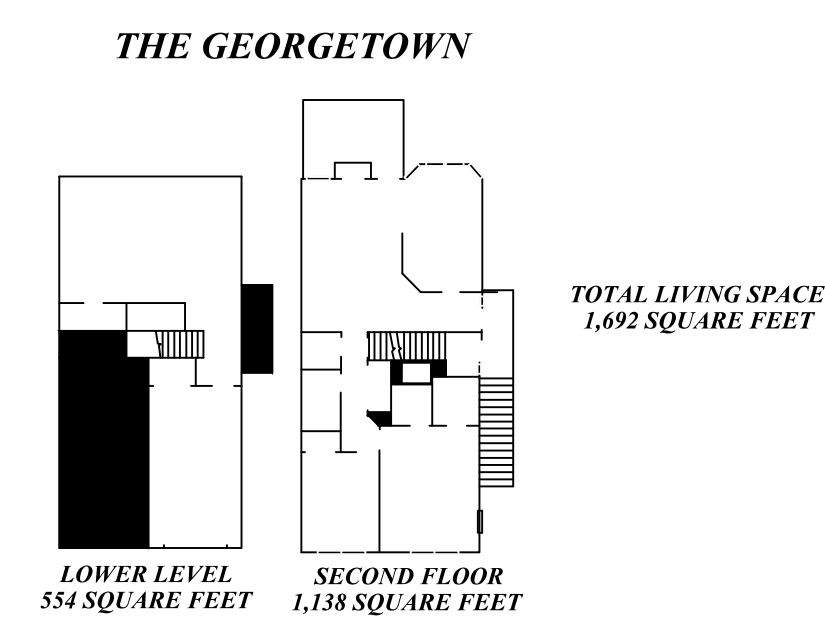 THE GEORGETOWN
TOTAL LIVING SPACE
1,692 SQUARE FEET
LOWER LEVEL
554 SQUARE FEET
SECOND FLOOR
1,138 SQUARE FEET